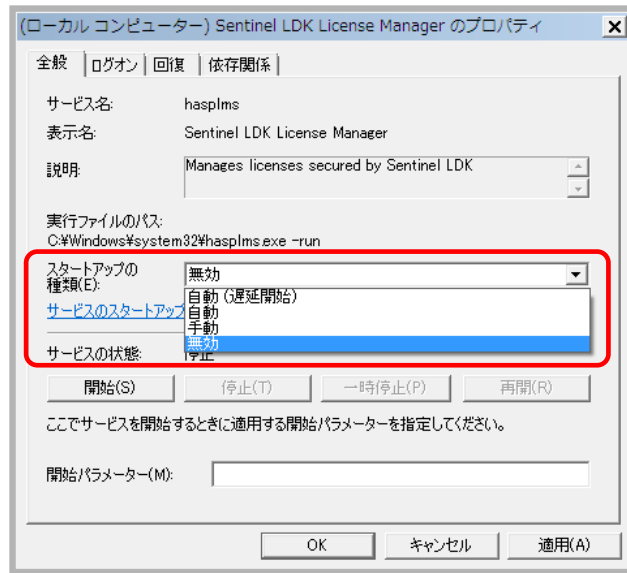 (ローカル コンピューター) Sentinel LDK License Manager のプロパティ
全般 ログオン 回復 依存関係
サービス名: hasplms
表示名: Sentinel LDK License Manager
説明: Manages licenses secured by Sentinel LDK
実行ファイルのパス:
C:¥Windows¥system32¥hasplms.exe -run
スタートアップの
種類(E): 無効
自動 (遅延開始)
サービスのスタートアップ 自動
手動
無効
サービスの状態: 停止
開始(S) 停止(T) 一時停止(P) 再開(R)
ここでサービスを開始するときに適用する開始パラメーターを指定してください。
開始パラメーター(M):
OK キャンセル 適用(A)